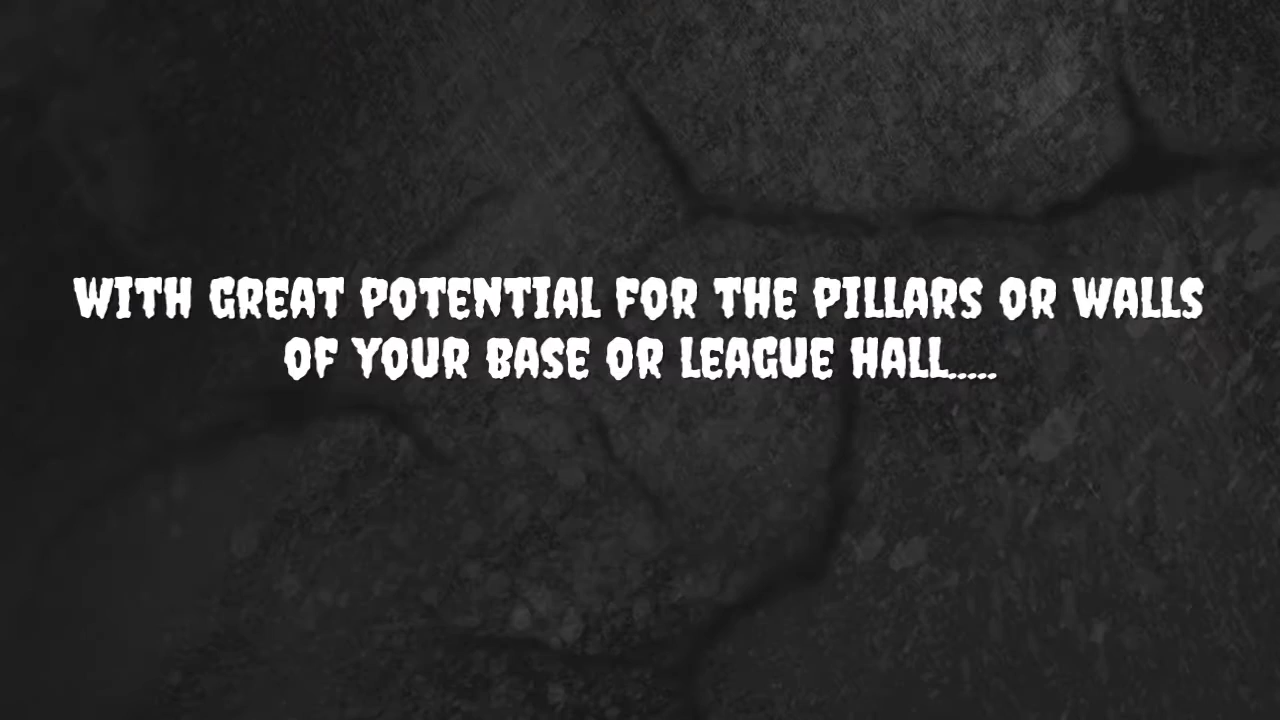 WITH GREAT POTENTIAL FOR THE PILLARS OR WALLS
OF YOUR BASE OR LEAGUE HALL.....